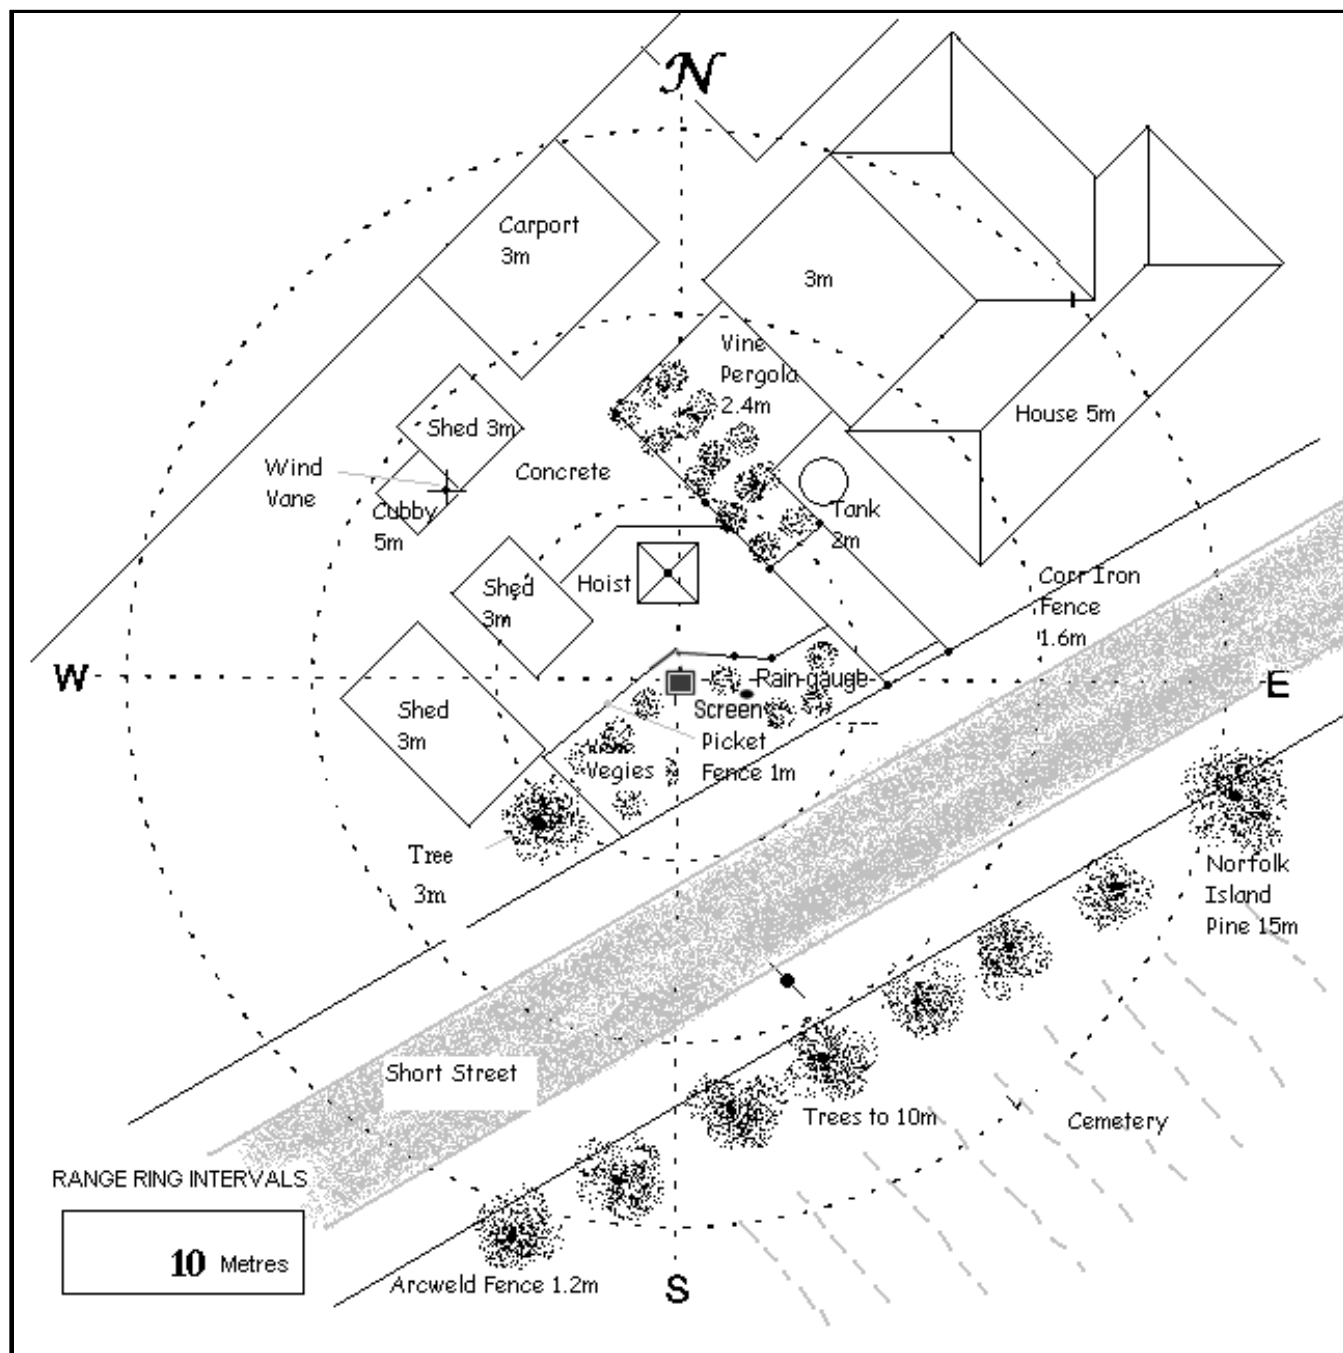 N
Carport
3m
3m
Vine
Pergola
2.4m
House 5m
Shed 3m
Wind
Vane
Concrete
Cubby
5m
Tank
2m
Shed
3m
Hoist
Corr Iron
Fence
1.6m
W
Rain gauge
E
Screen
Shed
3m
Picket
Fence 1m
Vegies
Tree
3m
Norfolk
Island
Pine 15m
Short Street
Trees to 10m
Cemetery
RANGE RING INTERVALS
10 Metres
Arcweld Fence 1.2m
S